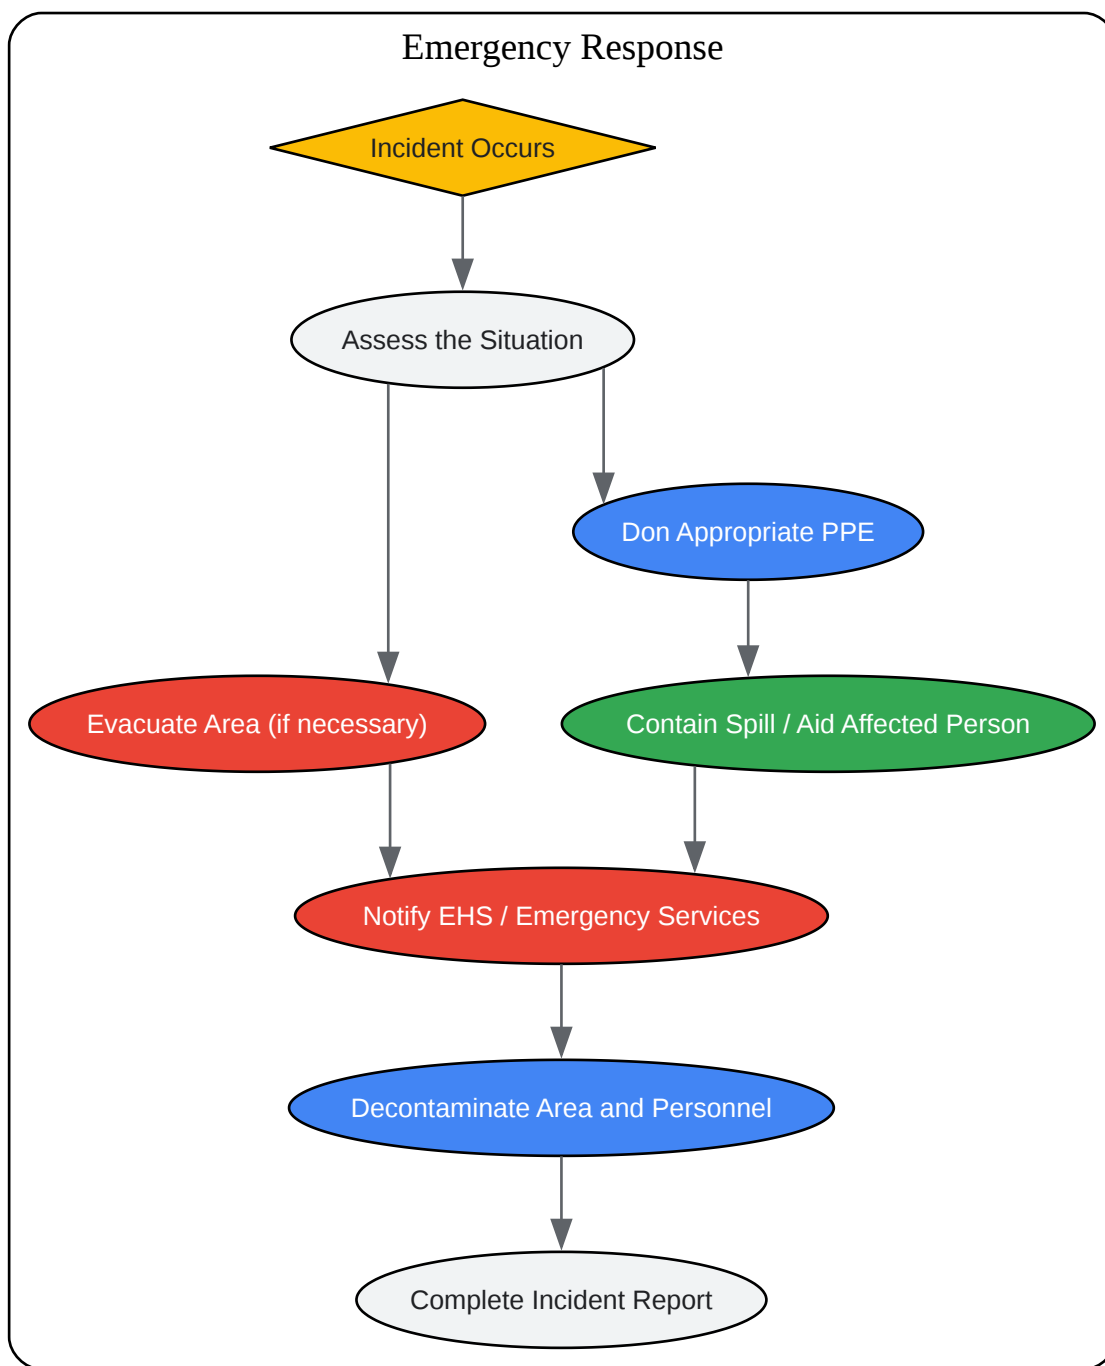 Emergency Response
Incident Occurs
Assess the Situation
Don Appropriate PPE
Evacuate Area (if necessary)
Contain Spill / Aid Affected Person
Notify EHS / Emergency Services
Decontaminate Area and Personnel
Complete Incident Report